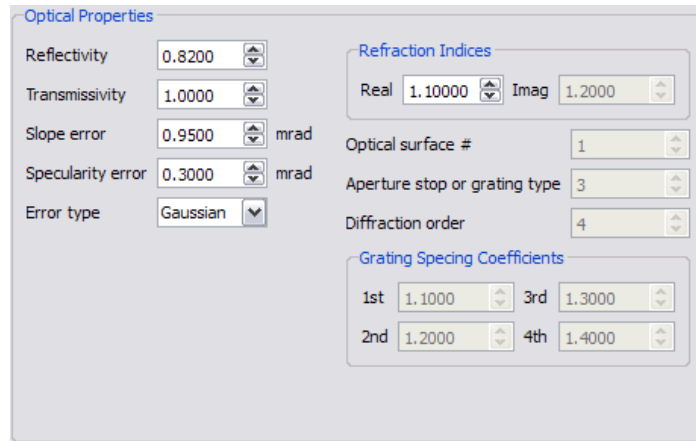 Optical Properties
Reflectivity 0.8200
Transmissivity 1.0000
Slope error 0.9500 mrad
Specularity error 0.3000 mrad
Error type Gaussian
Refraction Indices
Real 1.10000 Imag 1.2000
Optical surface # 1
Aperture stop or grating type 3
Diffraction order 4
Grating Specing Coefficients
1st 1.1000 3rd 1.3000
2nd 1.2000 4th 1.4000